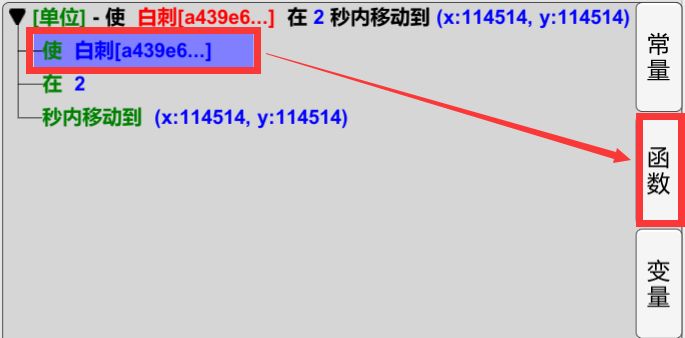 [单位] - 使 白刺[a439e6...] 在 2 秒内移动到 (x:114514, y:114514)
使 白刺[a439e6...]
在 2
秒内移动到 (x:114514, y:114514)
常量
函数
变量